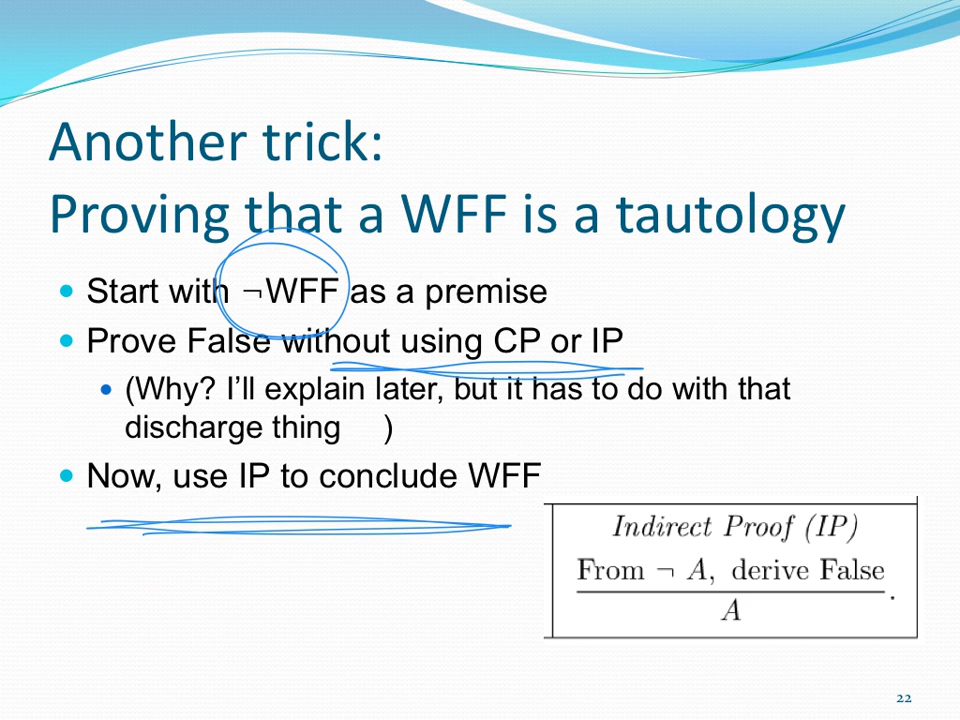 Another trick:
Proving that a WFF is a tautology
Start with ¬WFF as a premise
Prove False without using CP or IP
(Why? I’ll explain later, but it has to do with that
discharge thing )
Now, use IP to conclude WFF
Indirect Proof (IP)
From ¬ A, derive False
A
.
22